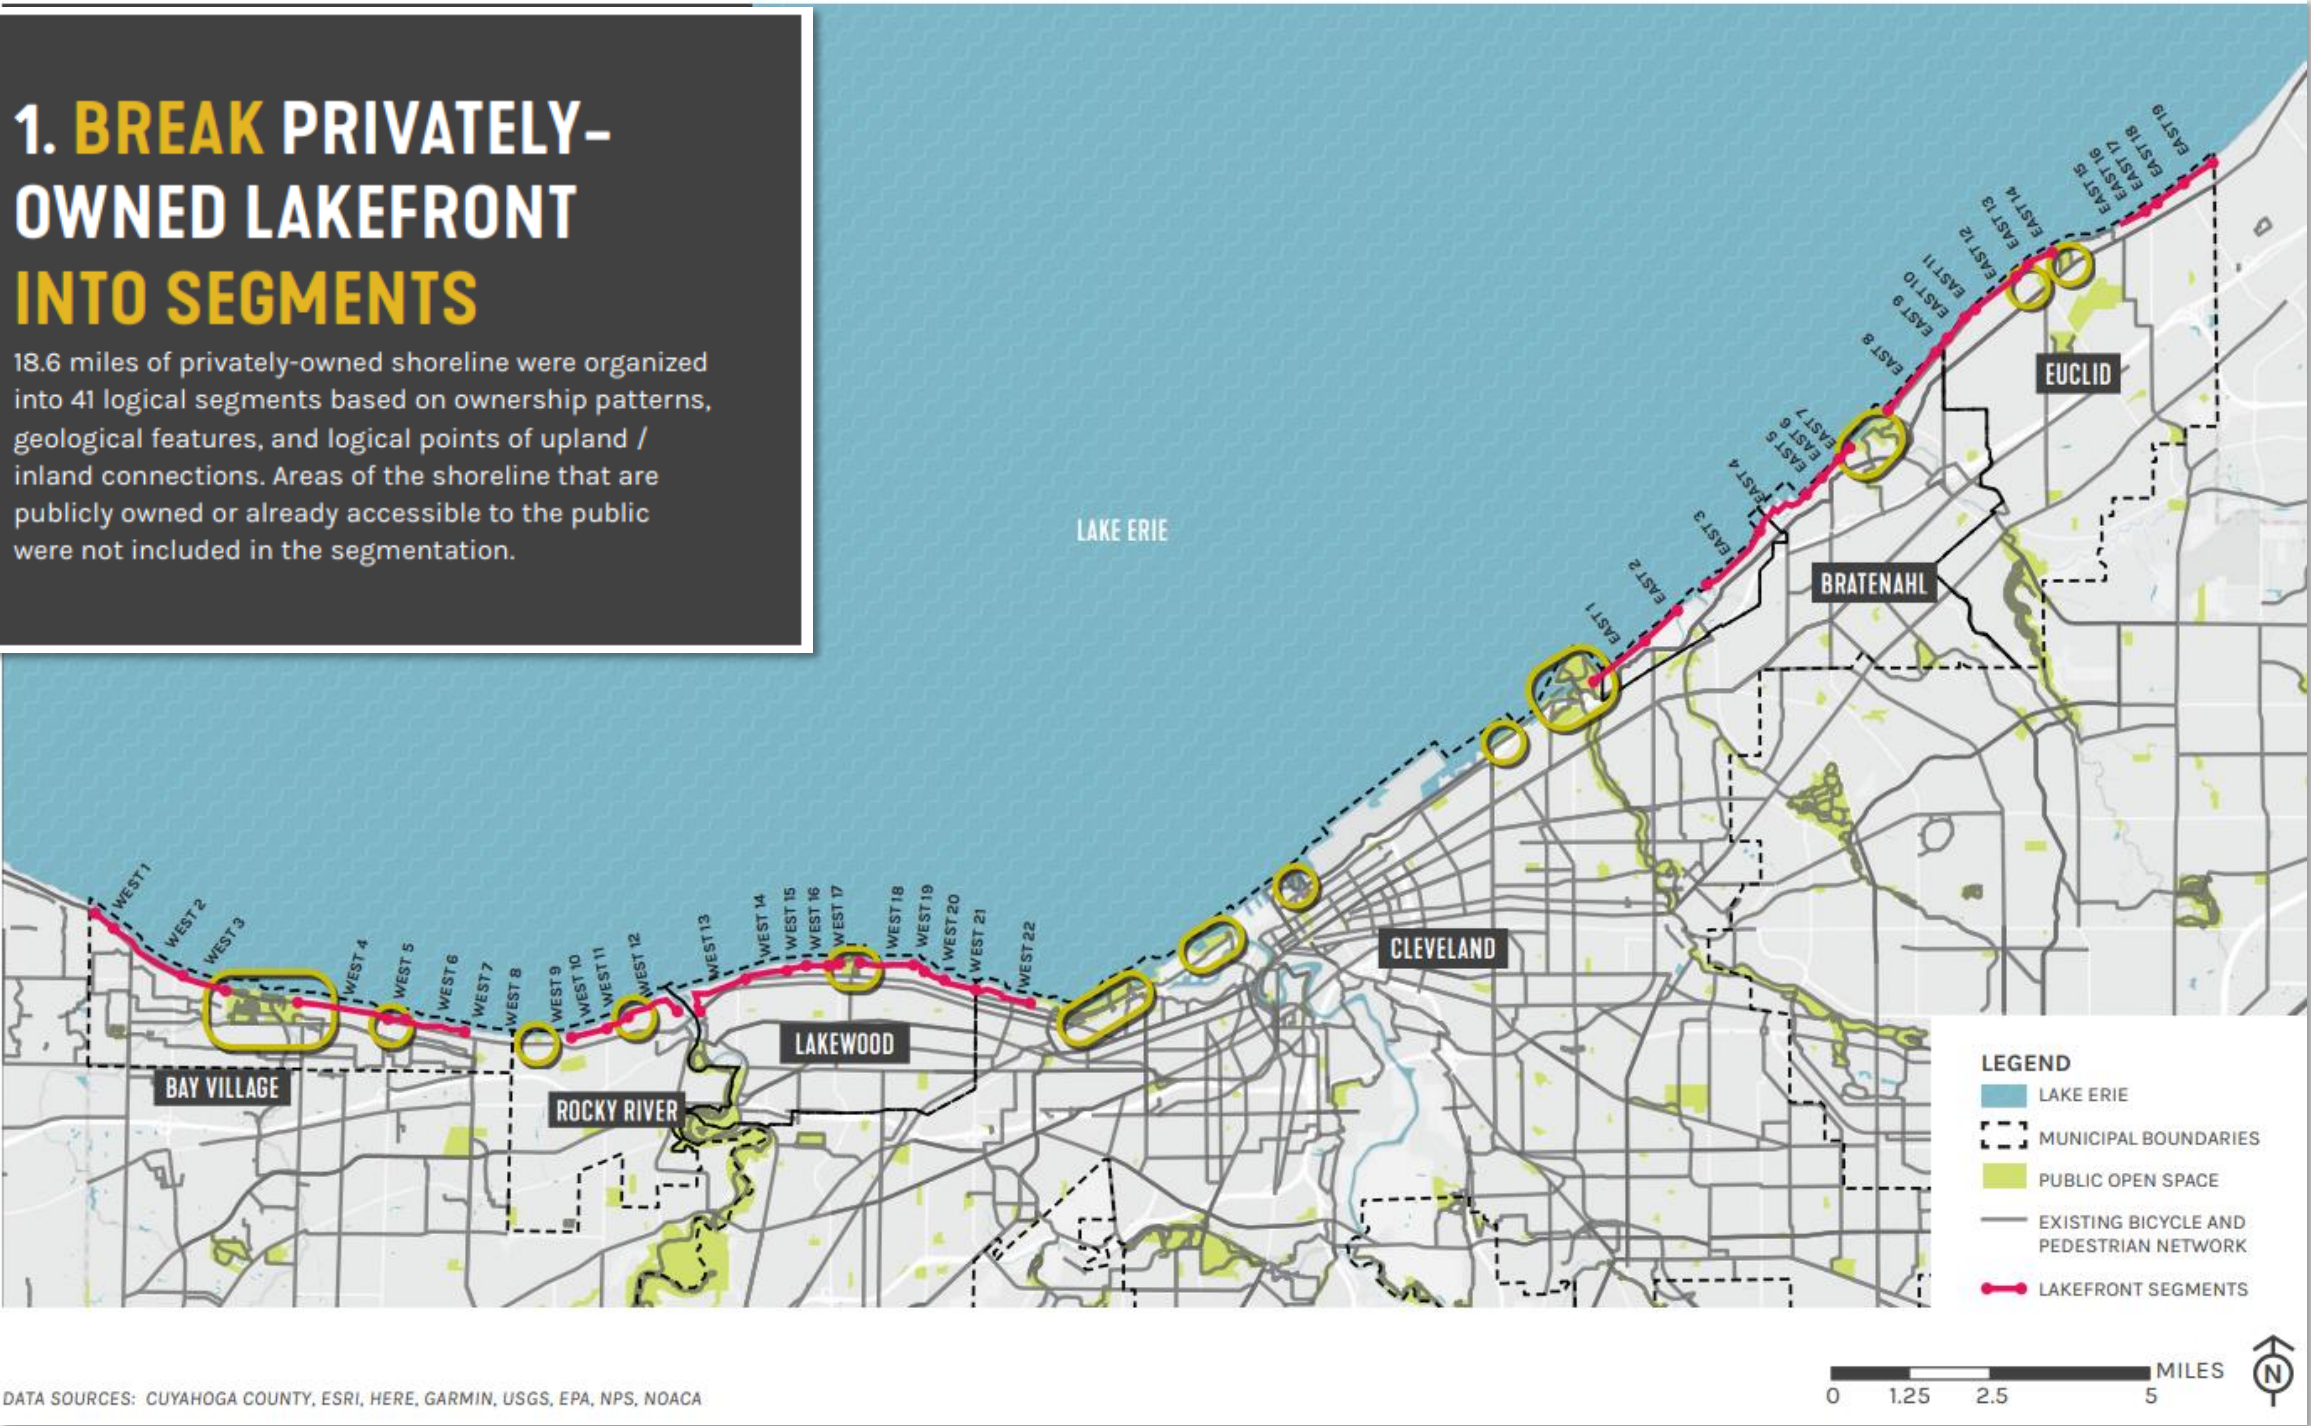 1. BREAK PRIVATELY-
OWNED LAKEFRONT
INTO SEGMENTS
18.6 miles of privately-owned shoreline were organized
into 41 logical segments based on ownership patterns,
geological features, and logical points of upland /
inland connections. Areas of the shoreline that are
publicly owned or already accessible to the public
were not included in the segmentation.
LAKE ERIE
WEST 1
WEST 2
WEST 3
WEST 4
WEST 5
WEST 6
WEST 7
WEST 8
WEST 9
WEST 10
WEST 11
WEST 12
WEST 13
WEST 14
WEST 15
WEST 16
WEST 17
WEST 18
WEST 19
WEST 20
WEST 21
WEST 22
EAST 1
EAST 2
EAST 3
EAST 4
EAST 5
EAST 6
EAST 7
EAST 8
EAST 9
EAST 10
EAST 11
EAST 12
EAST 13
EAST 14
EAST 15
EAST 16
EAST 17
EAST 18
EAST 19
EUCLID
BRATENAHL
CLEVELAND
LAKEWOOD
ROCKY RIVER
BAY VILLAGE
LEGEND
LAKE ERIE
MUNICIPAL BOUNDARIES
PUBLIC OPEN SPACE
EXISTING BICYCLE AND
PEDESTRIAN NETWORK
LAKEFRONT SEGMENTS
MILES
0 1.25 2.5 5
N
DATA SOURCES: CUYAHOGA COUNTY, ESRI, HERE, GARMIN, USGS, EPA, NPS, NOACA